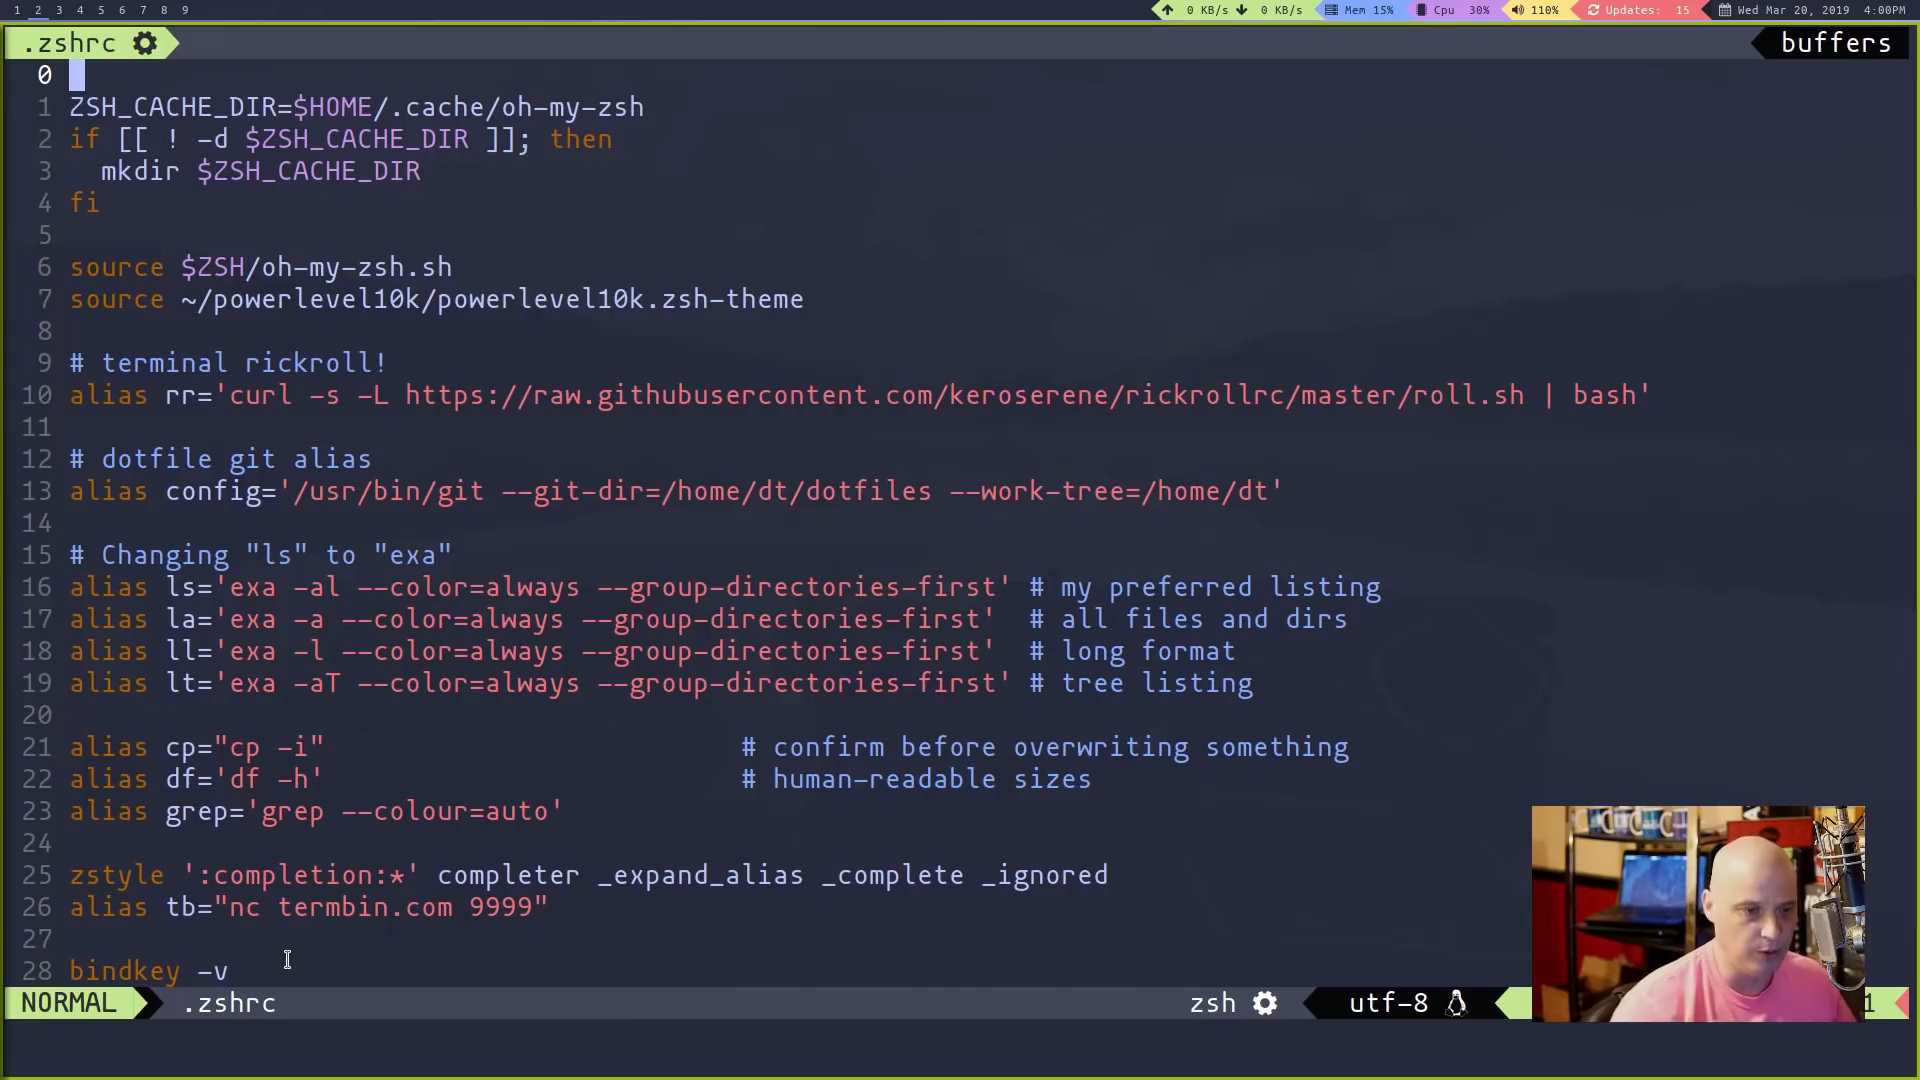 1 2 3 4 5 6 7 8 9 0 KB/s 0 KB/s Mem 15% Cpu 30% 110% Updates: 15 Wed Mar 20, 2019 4:00PM
.zshrc buffers
0
1 ZSH_CACHE_DIR=$HOME/.cache/oh-my-zsh
2 if [[ ! -d $ZSH_CACHE_DIR ]]; then
3   mkdir $ZSH_CACHE_DIR
4 fi
5
6 source $ZSH/oh-my-zsh.sh
7 source ~/powerlevel10k/powerlevel10k.zsh-theme
8
9 # terminal rickroll!
10 alias rr='curl -s -L https://raw.githubusercontent.com/keroserene/rickrollrc/master/roll.sh | bash'
11
12 # dotfile git alias
13 alias config='/usr/bin/git --git-dir=/home/dt/dotfiles --work-tree=/home/dt'
14
15 # Changing "ls" to "exa"
16 alias ls='exa -al --color=always --group-directories-first' # my preferred listing
17 alias la='exa -a --color=always --group-directories-first'  # all files and dirs
18 alias ll='exa -l --color=always --group-directories-first'  # long format
19 alias lt='exa -aT --color=always --group-directories-first' # tree listing
20
21 alias cp="cp -i"                          # confirm before overwriting something
22 alias df='df -h'                          # human-readable sizes
23 alias grep='grep --colour=auto'
24
25 zstyle ':completion:*' completer _expand_alias _complete _ignored
26 alias tb="nc termbin.com 9999"
27
28 bindkey -v
NORMAL .zshrc zsh utf-8 1